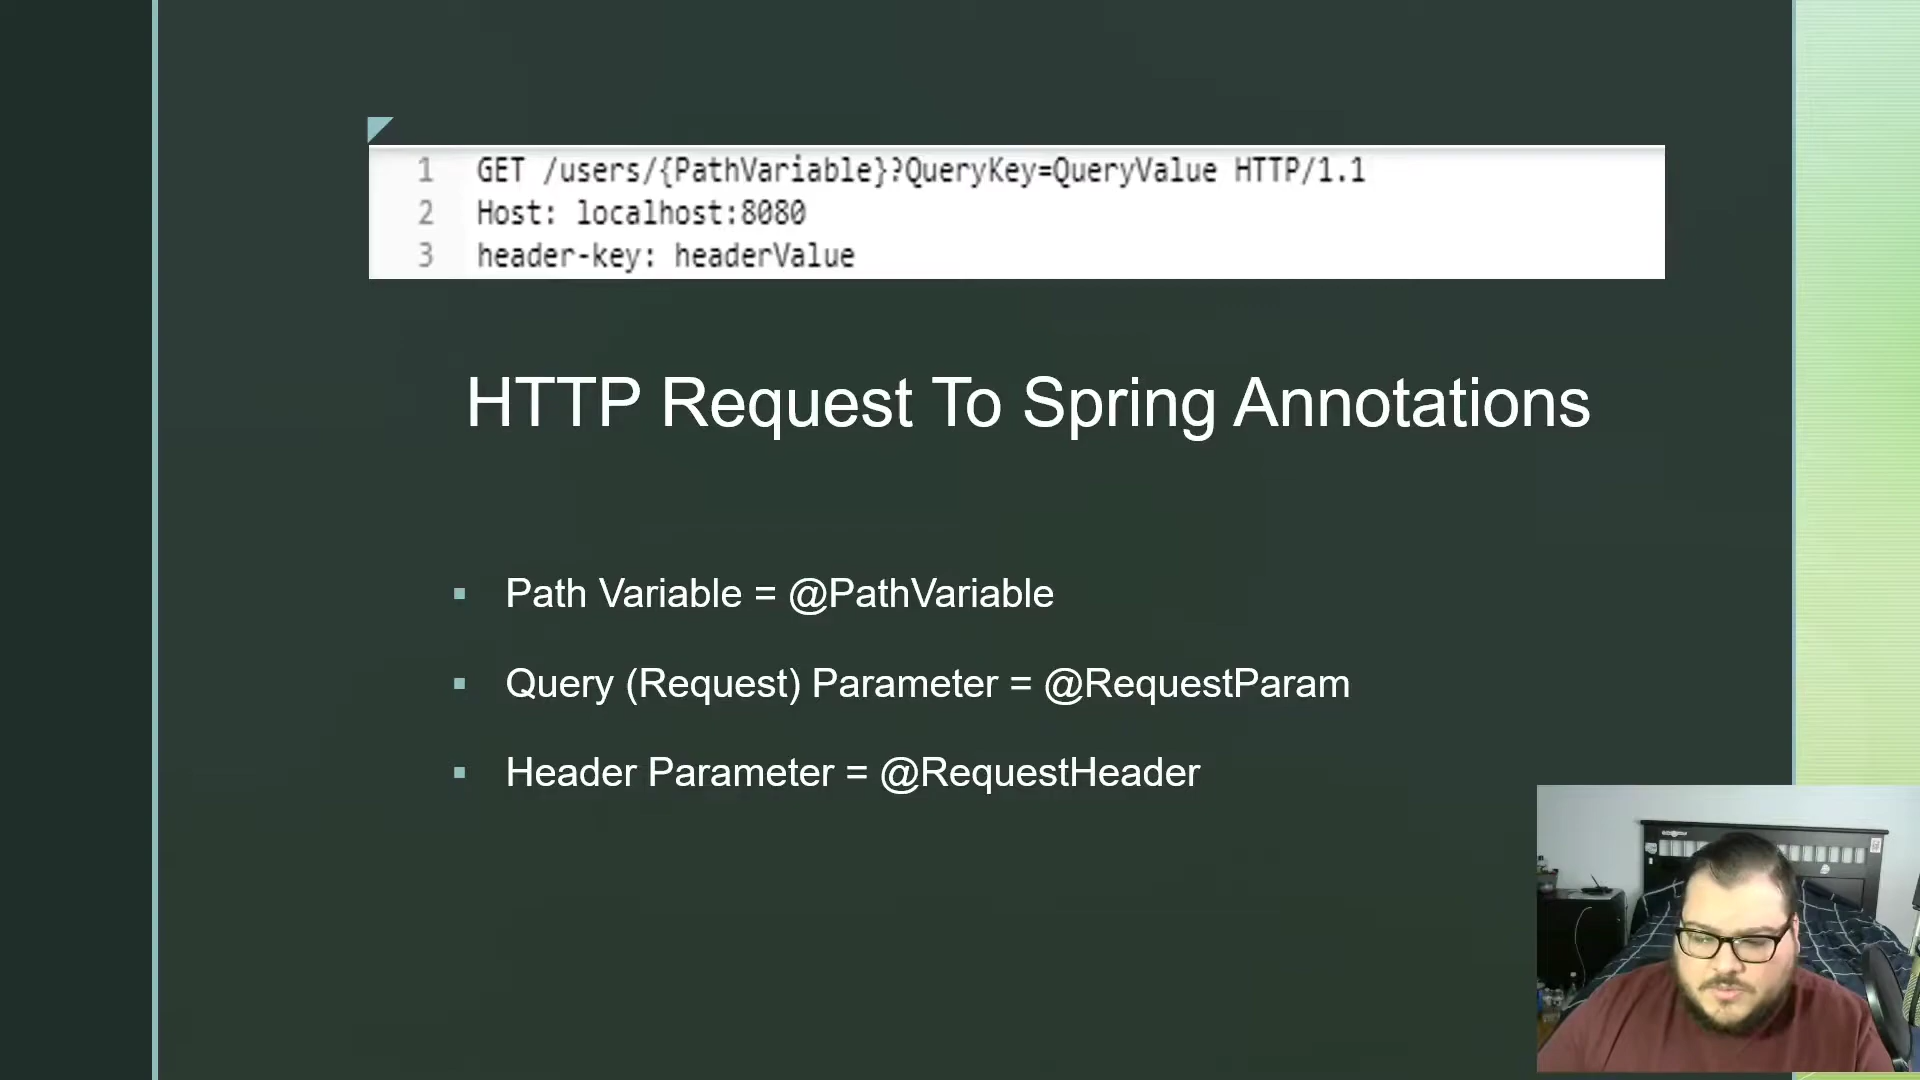 1 GET /users/{PathVariable}?QueryKey=QueryValue HTTP/1.1
2 Host: localhost:8080
3 header-key: headerValue
HTTP Request To Spring Annotations
▪ Path Variable = @PathVariable
▪ Query (Request) Parameter = @RequestParam
▪ Header Parameter = @RequestHeader